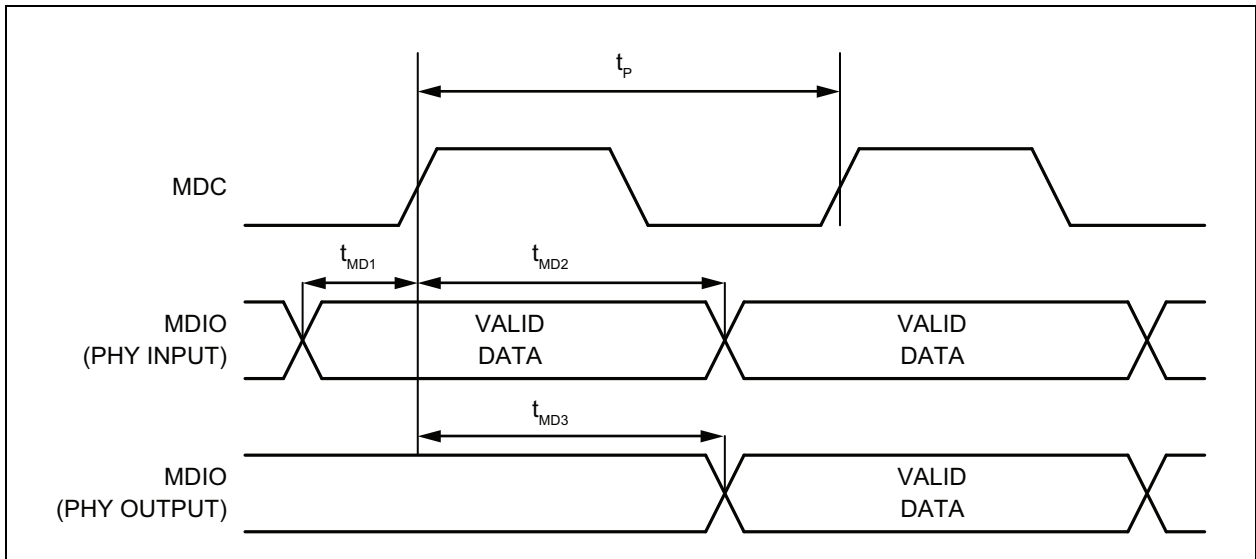 tP
MDC
tMD1
tMD2
MDIO
(PHY INPUT)
VALID
DATA
VALID
DATA
tMD3
MDIO
(PHY OUTPUT)
VALID
DATA